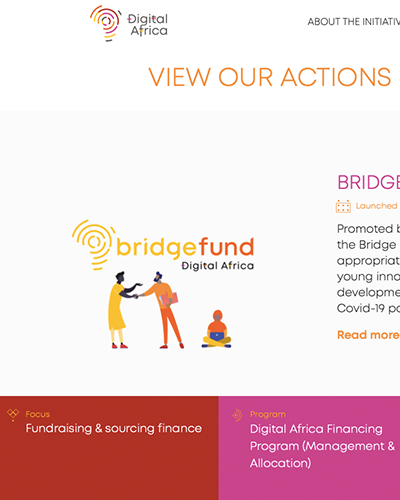 Digital
Africa
ABOUT THE INITIATIV
VIEW OUR ACTIONS
bridgefund
Digital Africa
BRIDGE
Launched
Promoted b
the Bridge
appropriat
young inno
developme
Covid-19 pa
Read more
Focus
Fundraising & sourcing finance
Program
Digital Africa Financing
Program (Management &
Allocation)